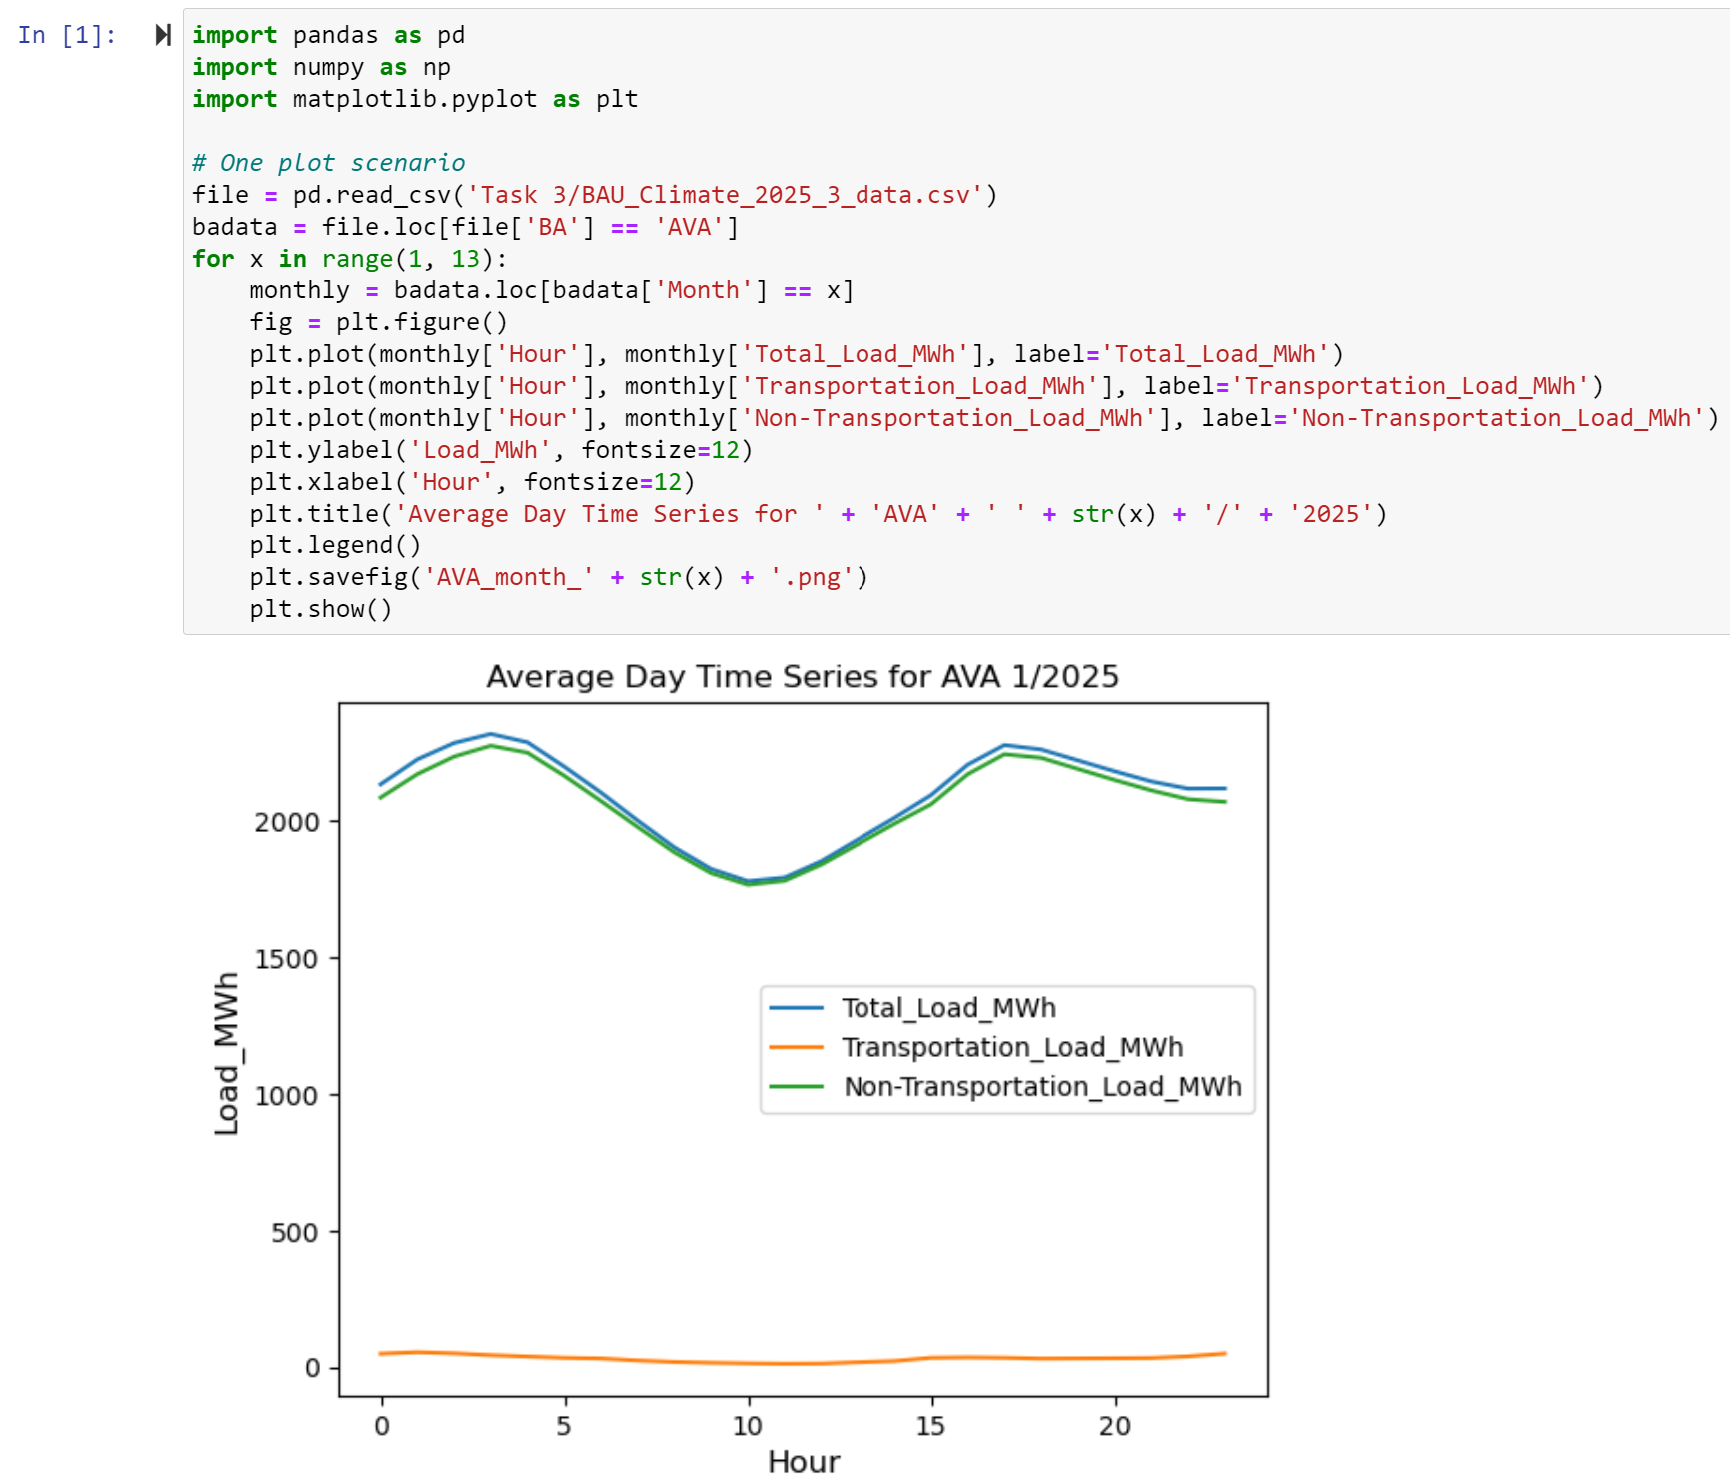 In [1]:
import pandas as pd
import numpy as np
import matplotlib.pyplot as plt

# One plot scenario
file = pd.read_csv('Task 3/BAU_Climate_2025_3_data.csv')
badata = file.loc[file['BA'] == 'AVA']
for x in range(1, 13):
    monthly = badata.loc[badata['Month'] == x]
    fig = plt.figure()
    plt.plot(monthly['Hour'], monthly['Total_Load_MWh'], label='Total_Load_MWh')
    plt.plot(monthly['Hour'], monthly['Transportation_Load_MWh'], label='Transportation_Load_MWh')
    plt.plot(monthly['Hour'], monthly['Non-Transportation_Load_MWh'], label='Non-Transportation_Load_MWh')
    plt.ylabel('Load_MWh', fontsize=12)
    plt.xlabel('Hour', fontsize=12)
    plt.title('Average Day Time Series for ' + 'AVA' + ' ' + str(x) + '/' + '2025')
    plt.legend()
    plt.savefig('AVA_month_' + str(x) + '.png')
    plt.show()
Average Day Time Series for AVA 1/2025
2000
1500
1000
500
0
Load_MWh
Total_Load_MWh
Transportation_Load_MWh
Non-Transportation_Load_MWh
0 5 10 15 20
Hour